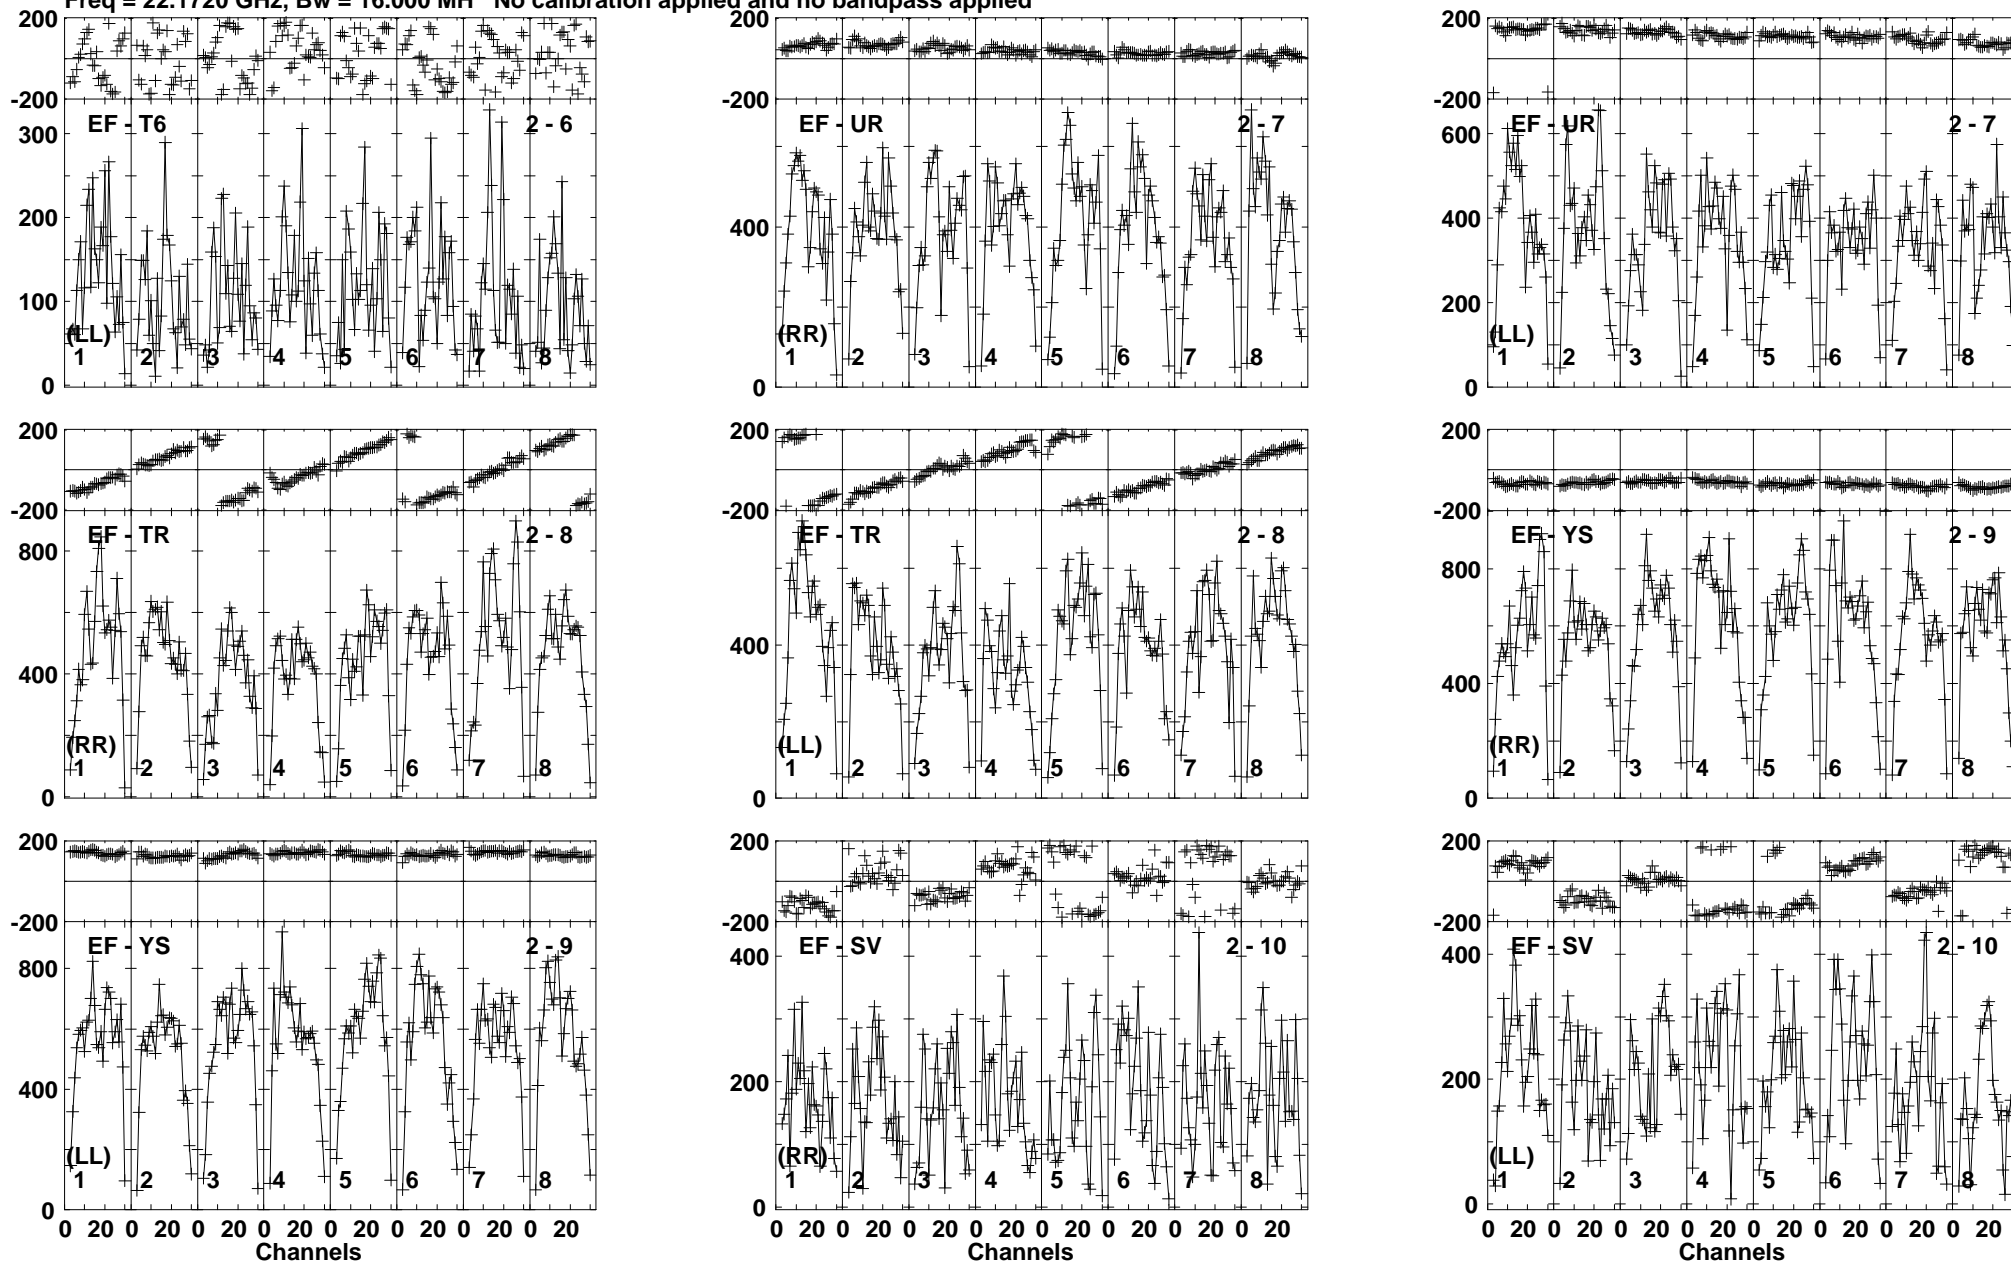 Freq = 22.1720 GHz, Bw = 16.000 MH No calibration applied and no bandpass applied
200
-200
EF - T6 2 - 6
300
200
100
0
(LL)
1 2 3 4 5 6 7 8
200
-200
EF - UR 2 - 7
400
0
(RR)
1 2 3 4 5 6 7 8
200
-200
EF - UR 2 - 7
600
400
200
0
(LL)
1 2 3 4 5 6 7 8
200
-200
EF - TR 2 - 8
800
400
0
(RR)
1 2 3 4 5 6 7 8
200
-200
EF - TR 2 - 8
400
0
(LL)
1 2 3 4 5 6 7 8
200
-200
EF - YS 2 - 9
800
400
0
(RR)
1 2 3 4 5 6 7 8
200
-200
EF - YS 2 - 9
800
400
0
(LL)
1 2 3 4 5 6 7 8
0 20 0 20 0 20 0 20 0 20 0 20 0 20 0 20
Channels
200
-200
EF - SV 2 - 10
400
200
0
(RR)
1 2 3 4 5 6 7 8
0 20 0 20 0 20 0 20 0 20 0 20 0 20 0 20
Channels
200
-200
EF - SV 2 - 10
400
200
0
(LL)
1 2 3 4 5 6 7 8
0 20 0 20 0 20 0 20 0 20 0 20 0 20 0 20
Channels